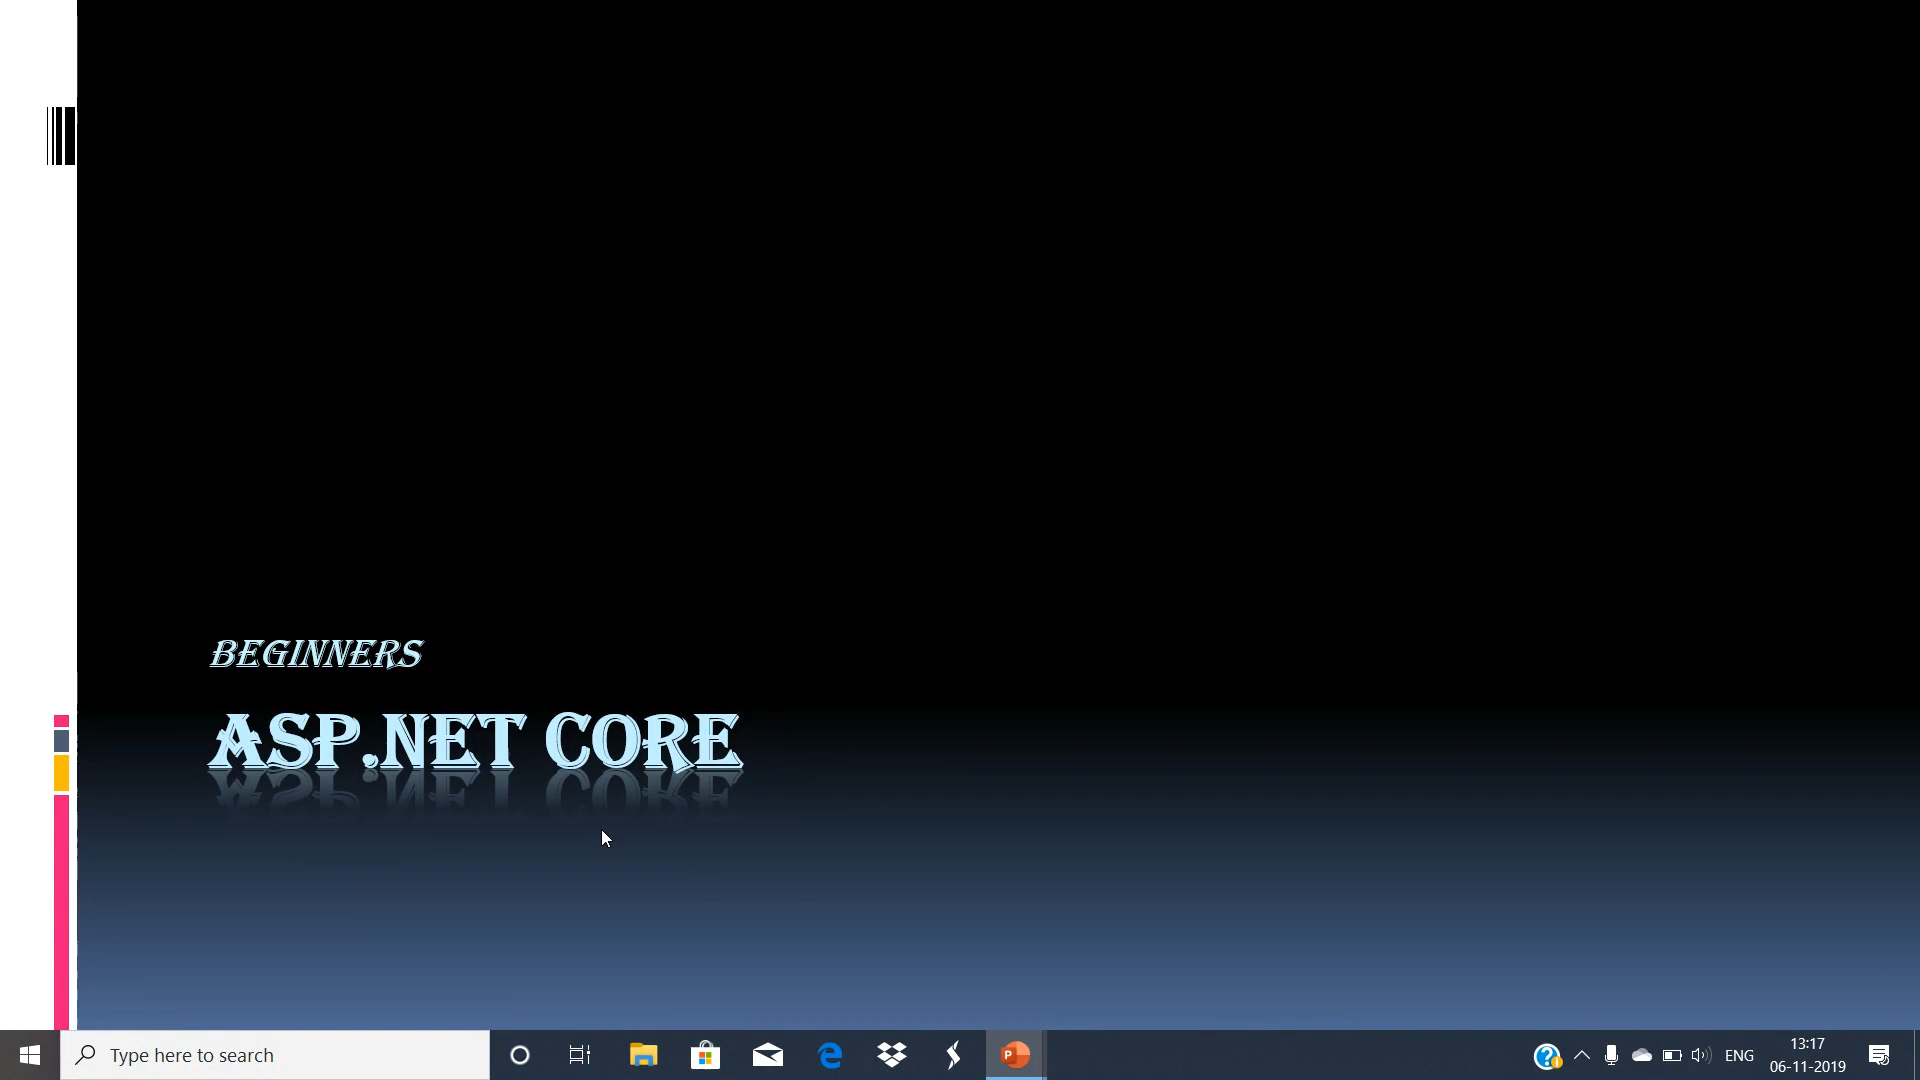 BEGINNERS
ASP.NET CORE
Type here to search
P
ENG
13:17
06-11-2019